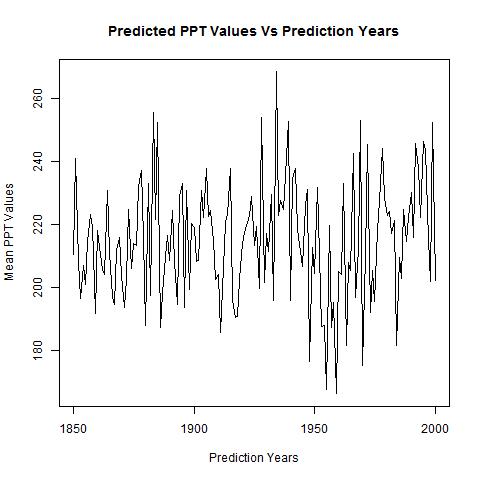 Predicted PPT Values Vs Prediction Years
260
240
220
200
180
Mean PPT Values
1850 1900 1950 2000
Prediction Years